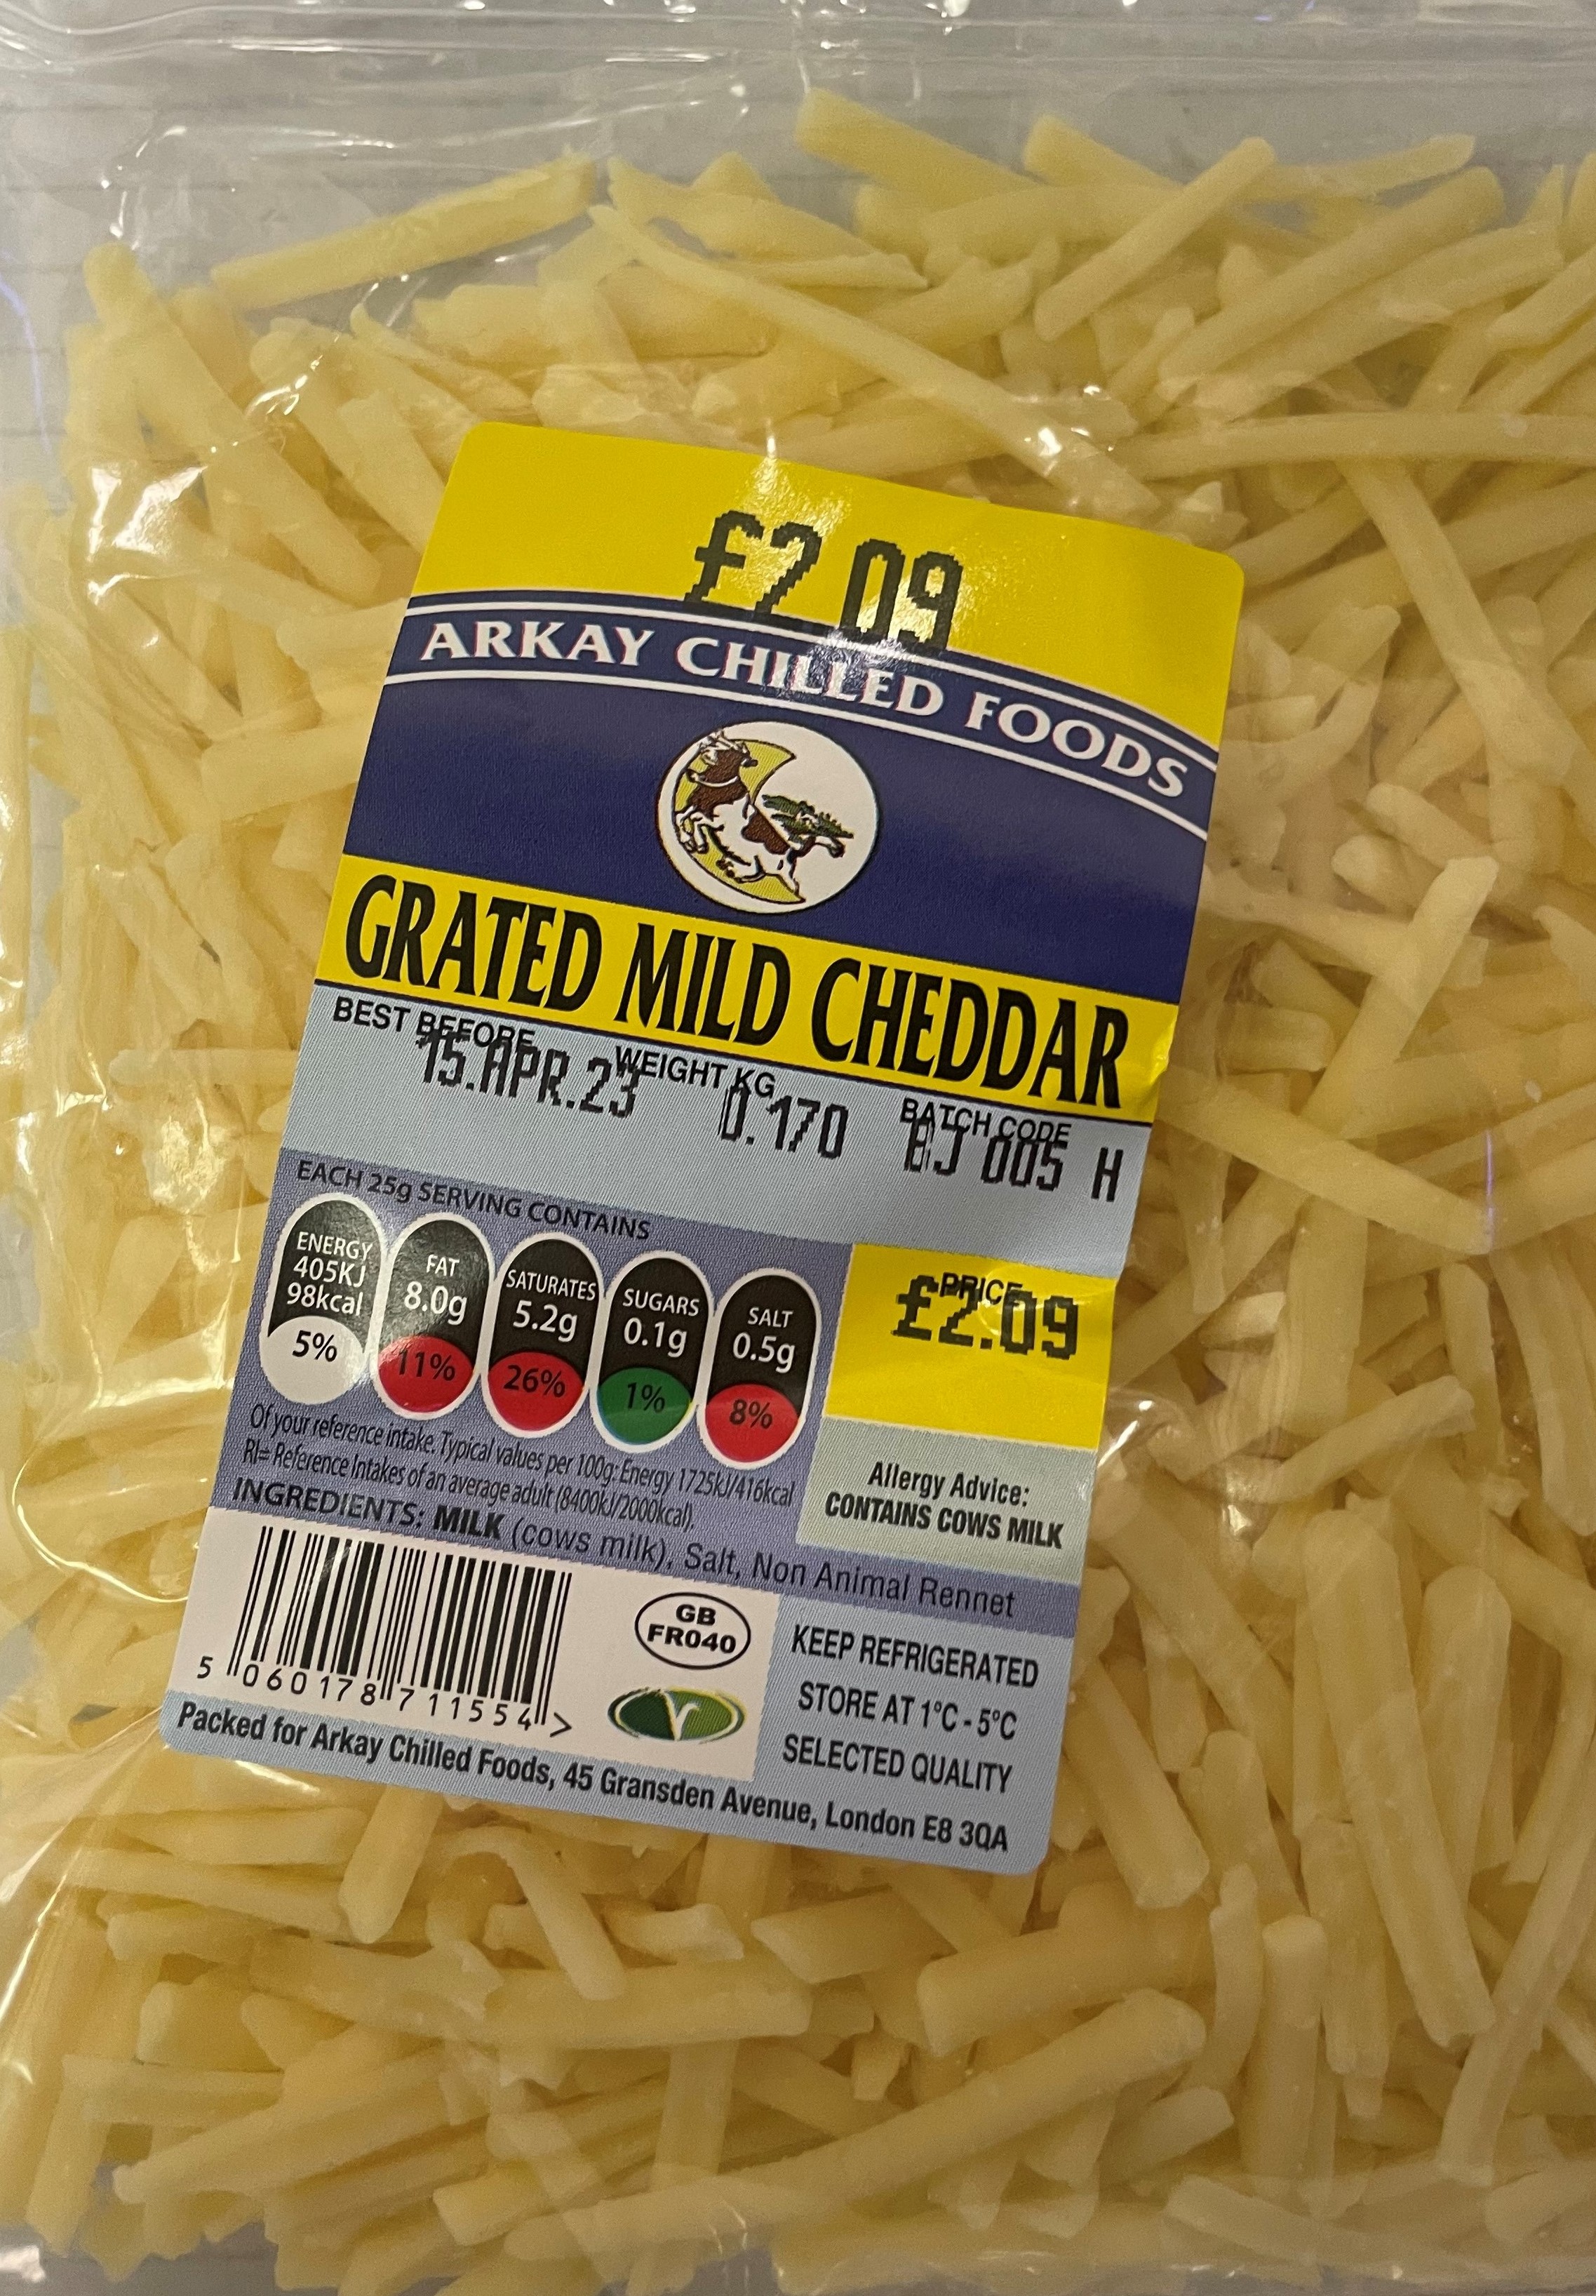 £2.09
ARKAY CHILLED FOODS
GRATED MILD CHEDDAR
BEST BEFORE WEIGHT KG BATCH CODE
15.APR.23 0.170 BJ 005 H
EACH 25g SERVING CONTAINS
ENERGY 405KJ 98kcal 5%
FAT 8.0g 11%
SATURATES 5.2g 26%
SUGARS 0.1g 1%
SALT 0.5g 8%
PRICE
£2.09
Of your reference intake. Typical values per 100g: Energy 1725kJ/416kcal
RI= Reference Intakes of an average adult (8400kJ/2000kcal).
Allergy Advice:
CONTAINS COWS MILK
INGREDIENTS: MILK (cows milk), Salt, Non Animal Rennet
5 060178 711554 >
GB
FR040
V
KEEP REFRIGERATED
STORE AT 1°C - 5°C
SELECTED QUALITY
Packed for Arkay Chilled Foods, 45 Gransden Avenue, London E8 3QA